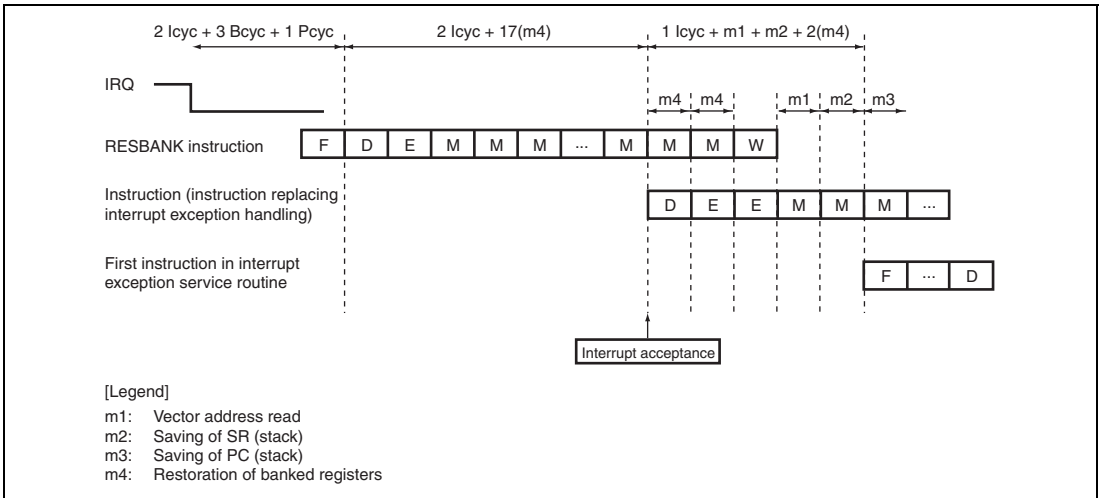 2 Icyc + 3 Bcyc + 1 Pcyc 2 Icyc + 17(m4) 1 Icyc + m1 + m2 + 2(m4)
IRQ
m4 m4 m1 m2 m3
RESBANK instruction F D E M M M ... M M M W
Instruction (instruction replacing
interrupt exception handling) D E E M M M ...
First instruction in interrupt
exception service routine F ... D
Interrupt acceptance
[Legend]
m1: Vector address read
m2: Saving of SR (stack)
m3: Saving of PC (stack)
m4: Restoration of banked registers